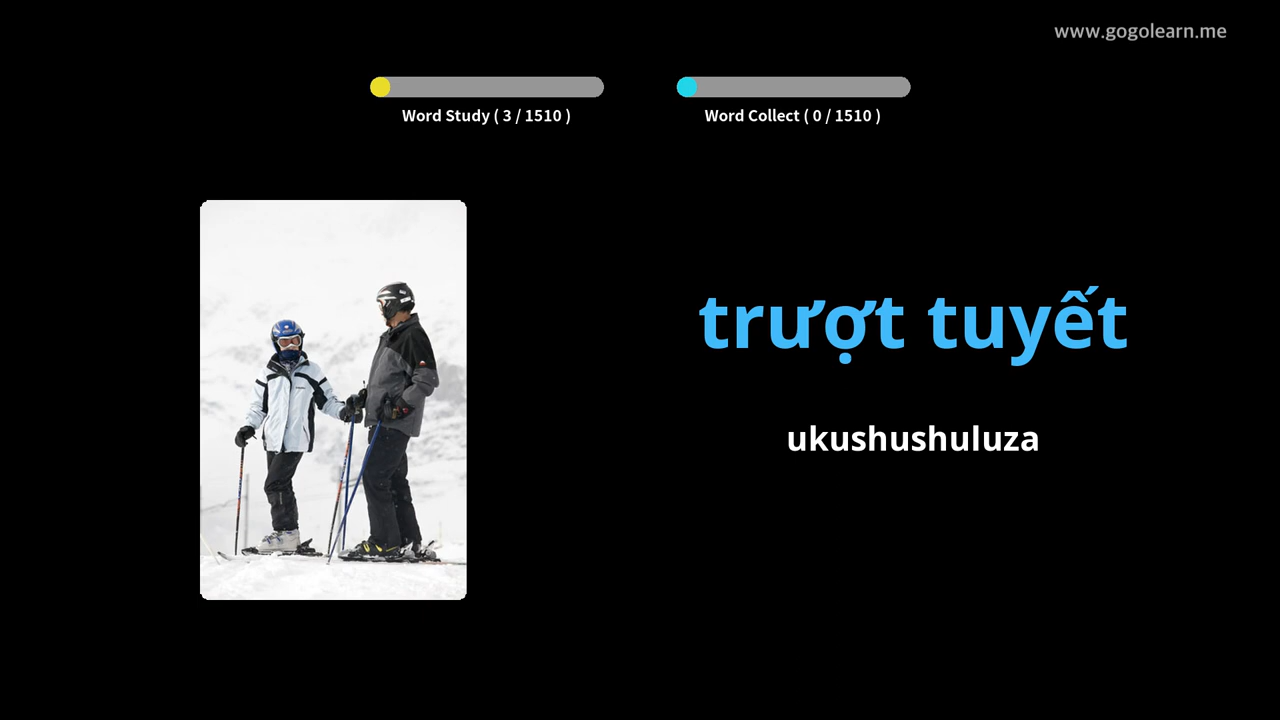 www.gogolearn.me
Word Study ( 3 / 1510 )
Word Collect ( 0 / 1510 )
trượt tuyết
ukushushuluza